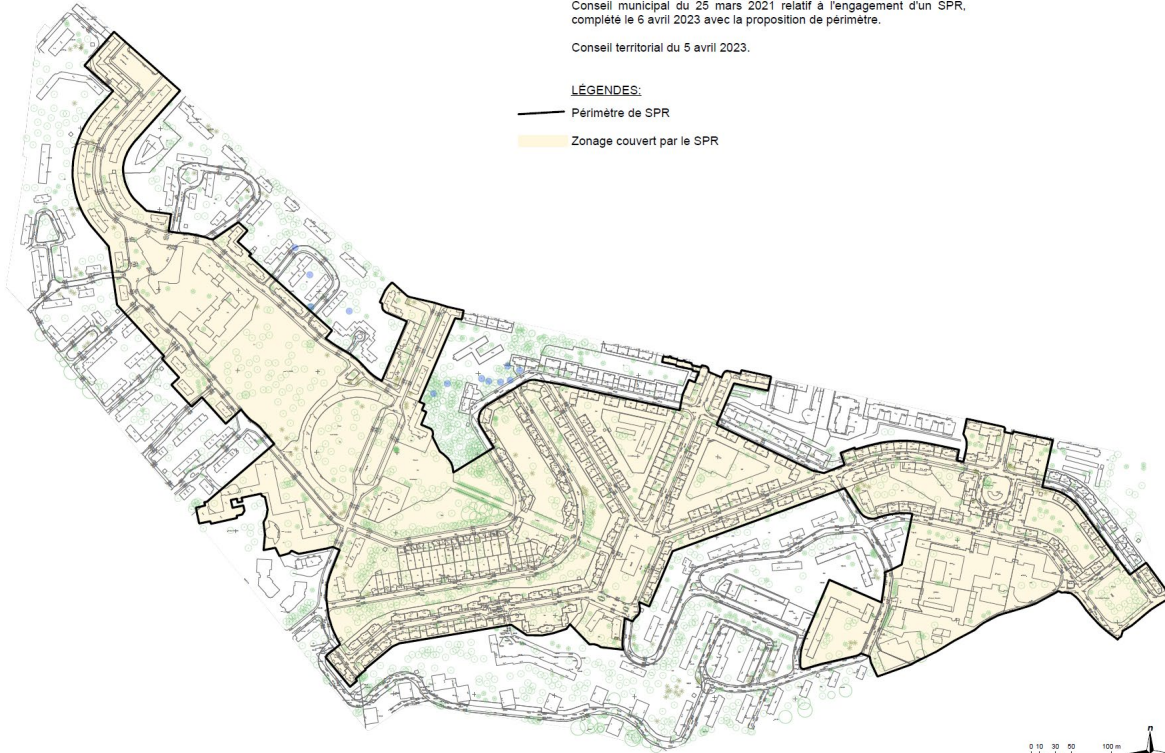 Conseil municipal du 25 mars 2021 relatif à l'engagement d'un SPR,
complété le 6 avril 2023 avec la proposition de périmètre.
Conseil territorial du 5 avril 2023.
LÉGENDES:
Périmètre de SPR
Zonage couvert par le SPR
0 10 30 50 100 m
n